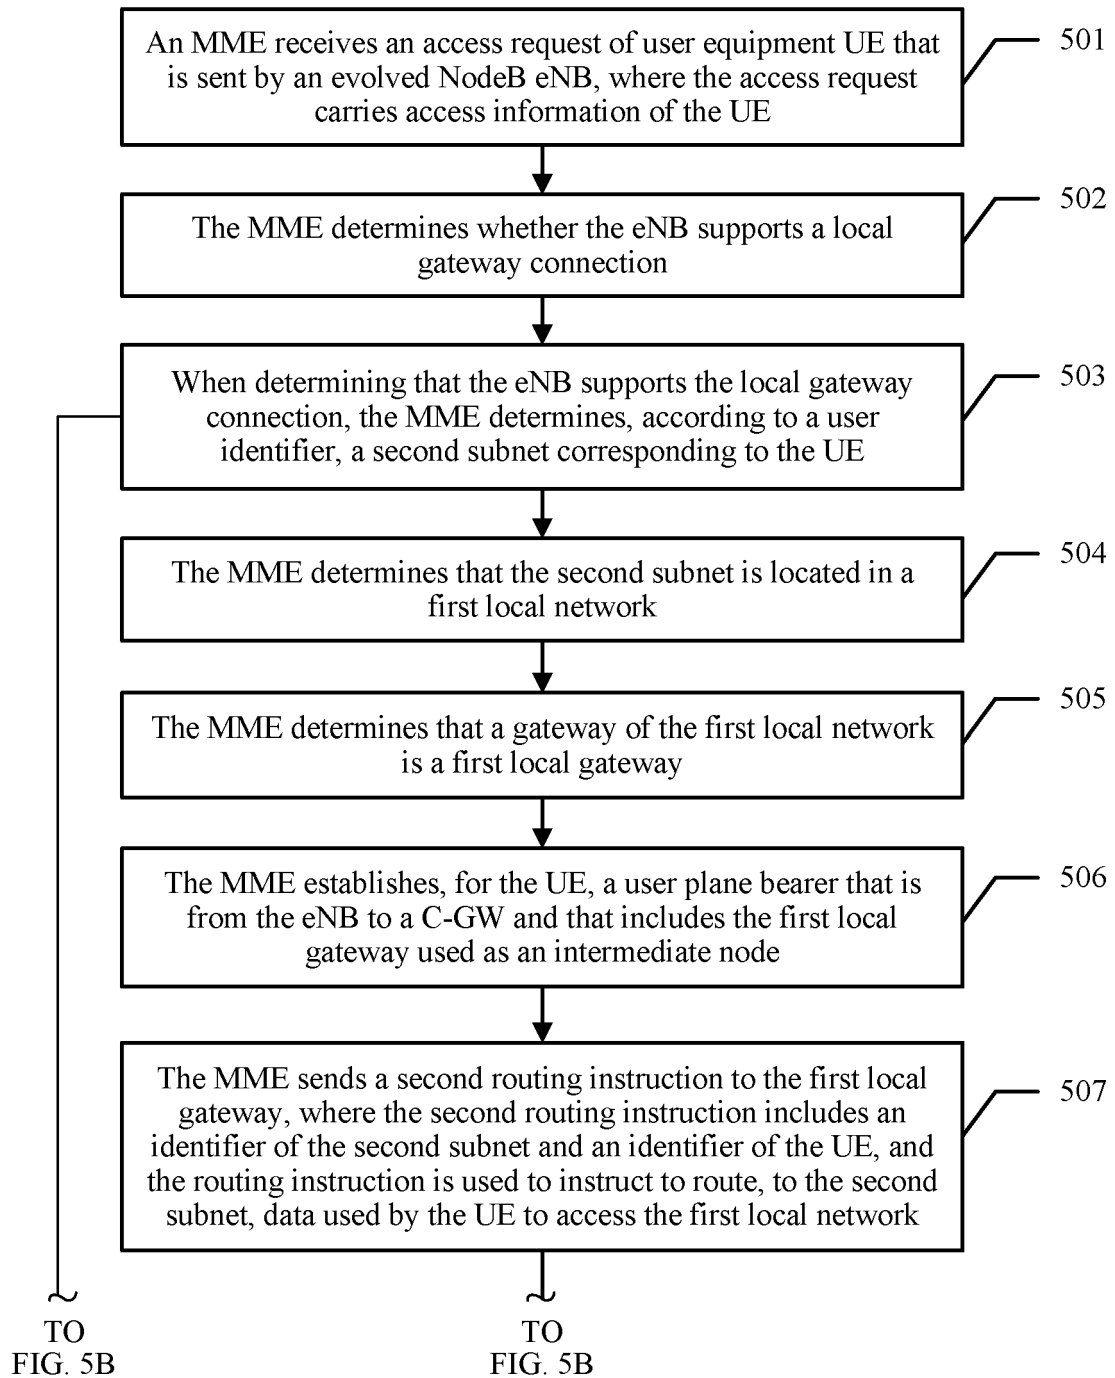 An MME receives an access request of user equipment UE that
is sent by an evolved NodeB eNB, where the access request
carries access information of the UE
501
The MME determines whether the eNB supports a local
gateway connection
502
When determining that the eNB supports the local gateway
connection, the MME determines, according to a user
identifier, a second subnet corresponding to the UE
503
The MME determines that the second subnet is located in a
first local network
504
The MME determines that a gateway of the first local network
is a first local gateway
505
The MME establishes, for the UE, a user plane bearer that is
from the eNB to a C-GW and that includes the first local
gateway used as an intermediate node
506
The MME sends a second routing instruction to the first local
gateway, where the second routing instruction includes an
identifier of the second subnet and an identifier of the UE, and
the routing instruction is used to instruct to route, to the second
subnet, data used by the UE to access the first local network
507
TO
FIG. 5B
TO
FIG. 5B